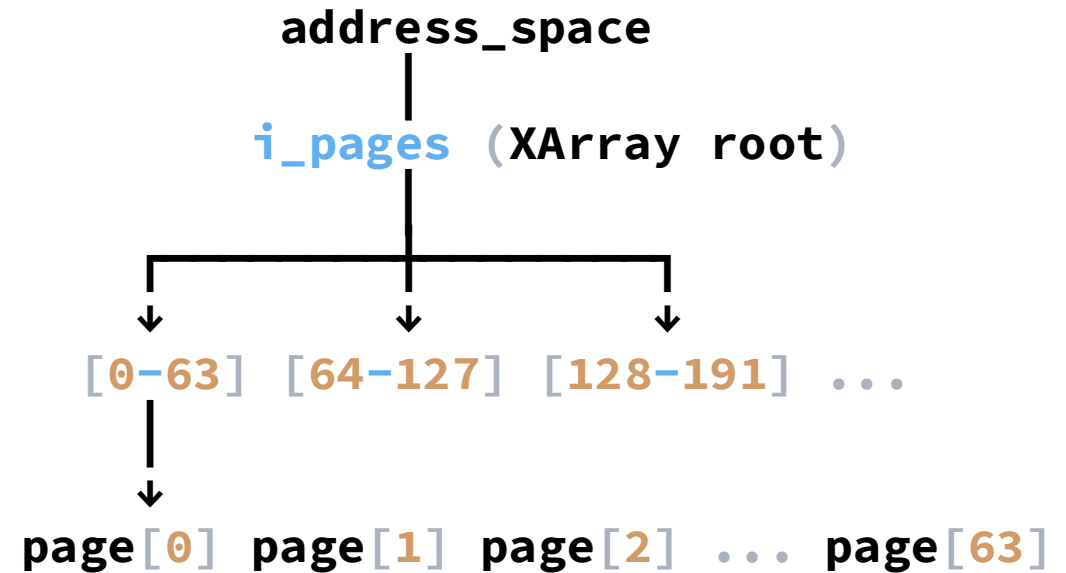 address_space
i_pages (XArray root)
[0-63] [64-127] [128-191] ...
page[0] page[1] page[2] ... page[63]